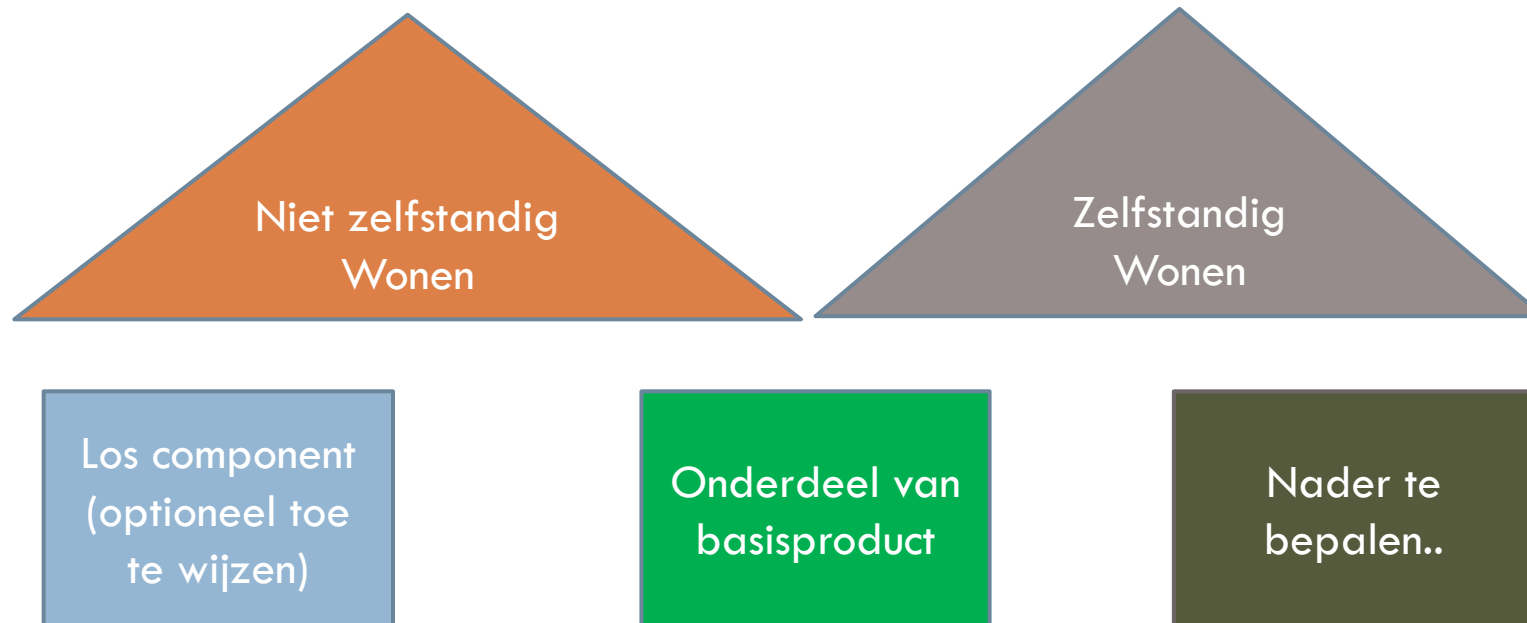 Niet zelfstandig
Wonen
Zelfstandig
Wonen
Los component
(optioneel toe
te wijzen)
Onderdeel van
basisproduct
Nader te
bepalen..